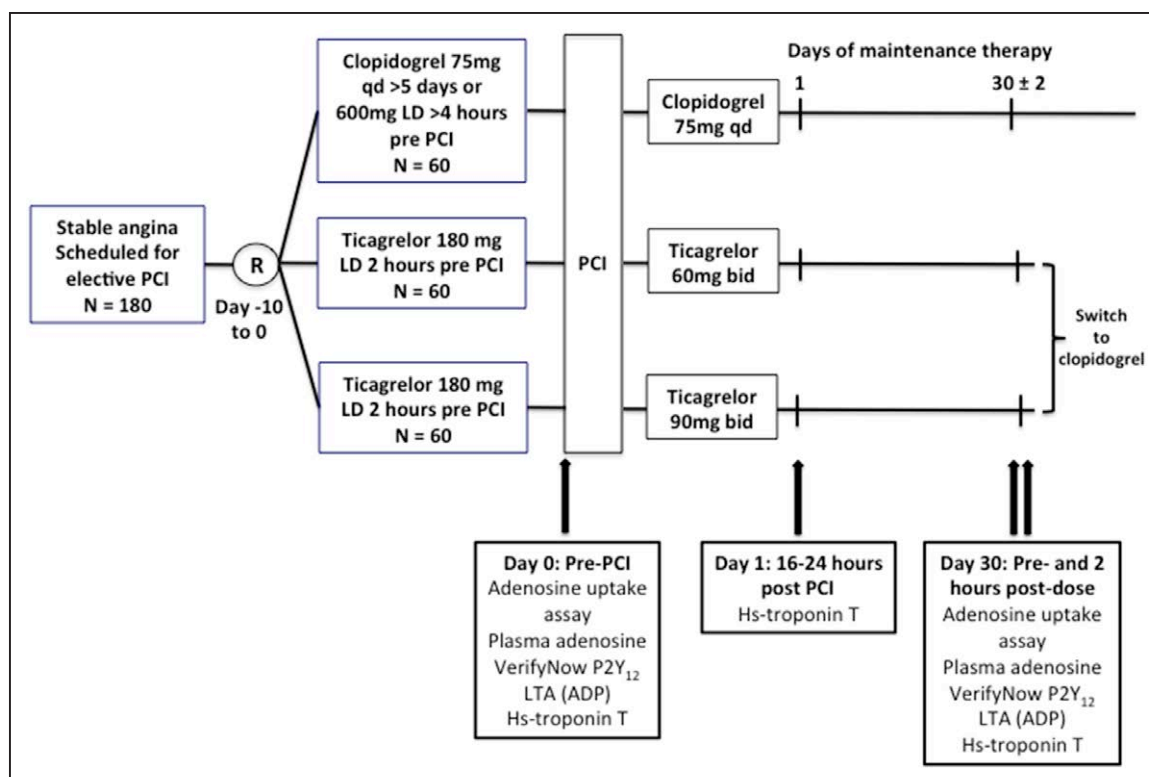 Stable angina
Scheduled for
elective PCI
N = 180
R
Day -10
to 0
Clopidogrel 75mg
qd >5 days or
600mg LD >4 hours
pre PCI
N = 60
Ticagrelor 180 mg
LD 2 hours pre PCI
N = 60
Ticagrelor 180 mg
LD 2 hours pre PCI
N = 60
PCI
Clopidogrel
75mg qd
Ticagrelor
60mg bid
Ticagrelor
90mg bid
Days of maintenance therapy
1
30 ± 2
Switch
to
clopidogrel
Day 0: Pre-PCI
Adenosine uptake
assay
Plasma adenosine
VerifyNow P2Y₁₂
LTA (ADP)
Hs-troponin T
Day 1: 16-24 hours
post PCI
Hs-troponin T
Day 30: Pre- and 2
hours post-dose
Adenosine uptake
assay
Plasma adenosine
VerifyNow P2Y₁₂
LTA (ADP)
Hs-troponin T